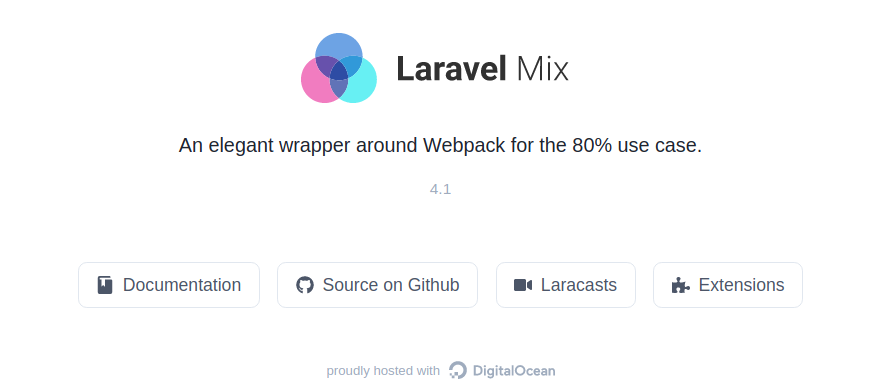 Laravel Mix
An elegant wrapper around Webpack for the 80% use case.
4.1
Documentation Source on Github Laracasts Extensions
proudly hosted with DigitalOcean